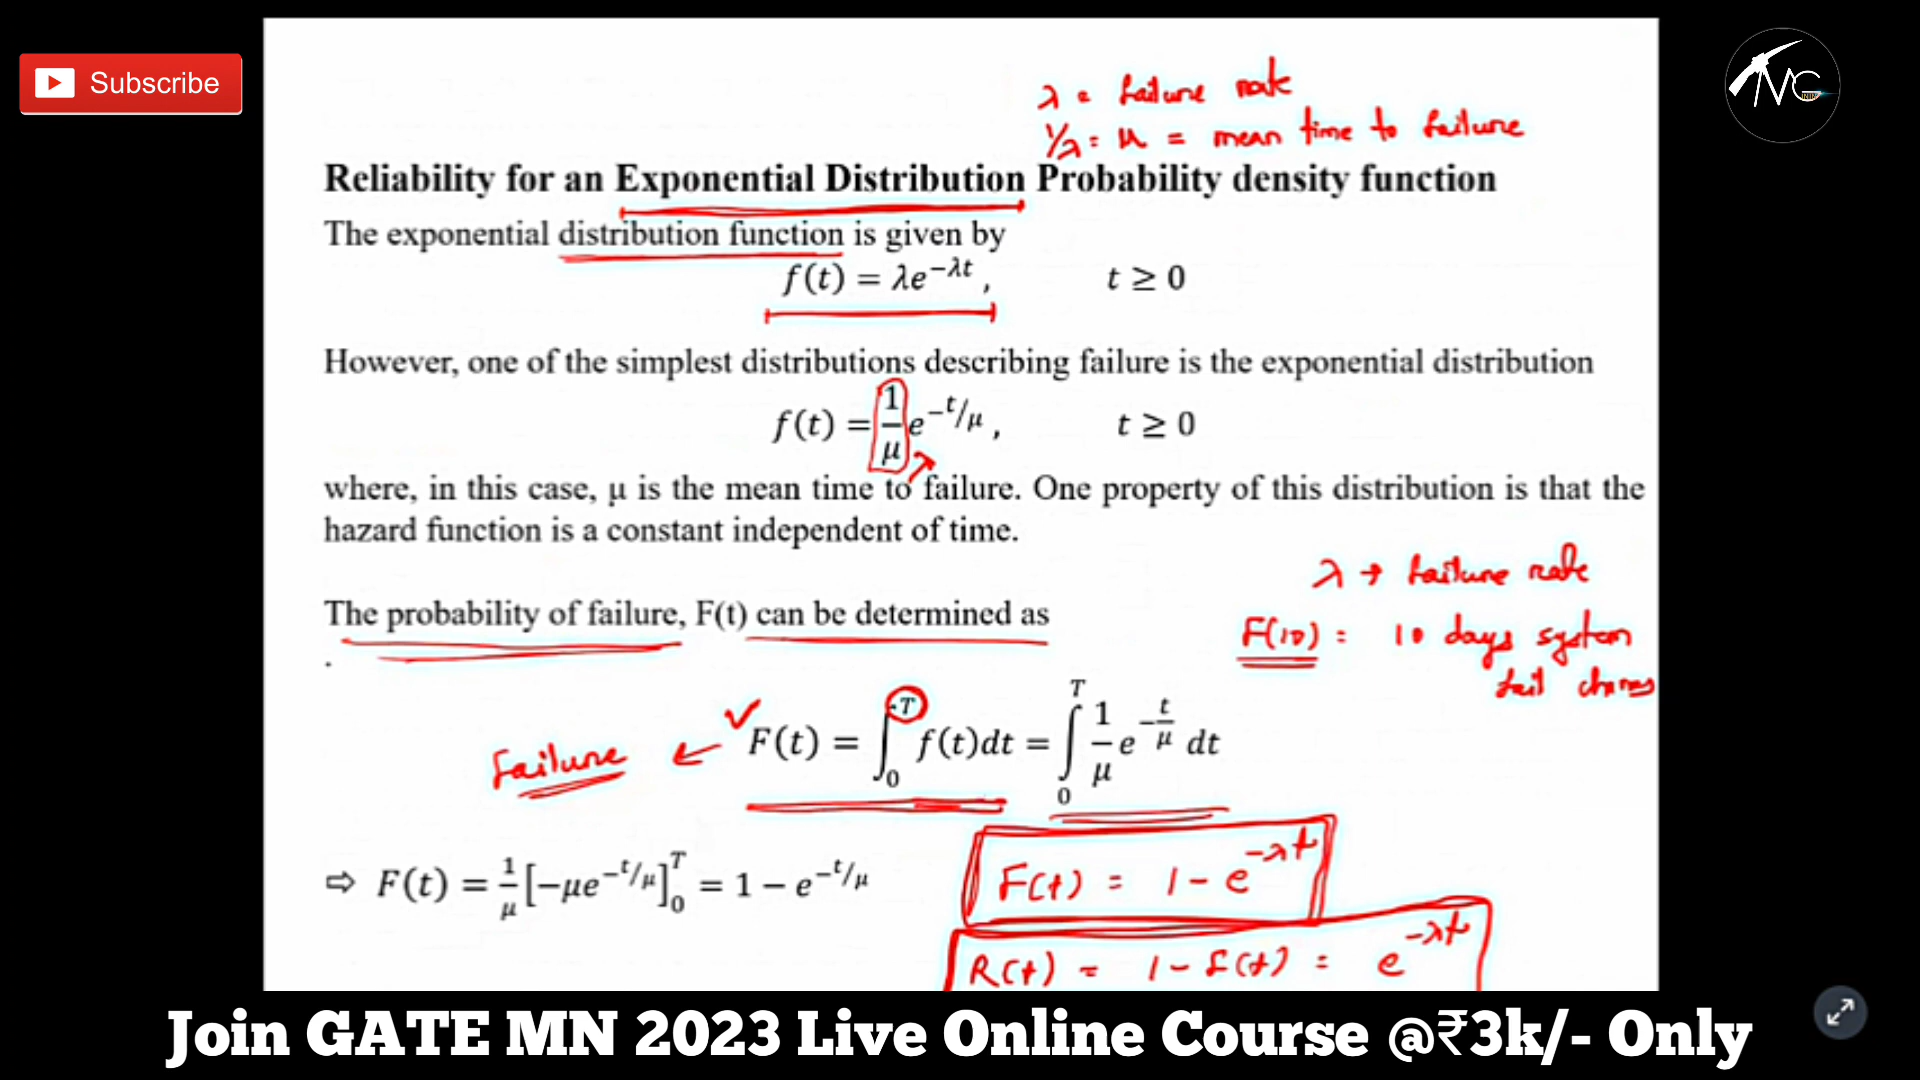 Subscribe
λ = failure rate
1/λ = μ = mean time to failure
Reliability for an Exponential Distribution Probability density function
The exponential distribution function is given by
f(t) = λe^{−λt} , t ≥ 0
However, one of the simplest distributions describing failure is the exponential distribution
f(t) = 1/μ e^{−t/μ} , t ≥ 0
where, in this case, μ is the mean time to failure. One property of this distribution is that the
hazard function is a constant independent of time.
λ → failure rate
The probability of failure, F(t) can be determined as
F(10) = 10 days system
fail
Failure ← ✓ F(t) = ∫_0^T f(t)dt = ∫_0^T 1/μ e^{−t/μ} dt
⇨ F(t) = 1/μ [−μe^{−t/μ}]_0^T = 1 − e^{−t/μ}
F(t) = 1 - e^{-λt}
R(t) = 1 - F(t) = e^{-λt}
Join GATE MN 2023 Live Online Course @₹3k/- Only